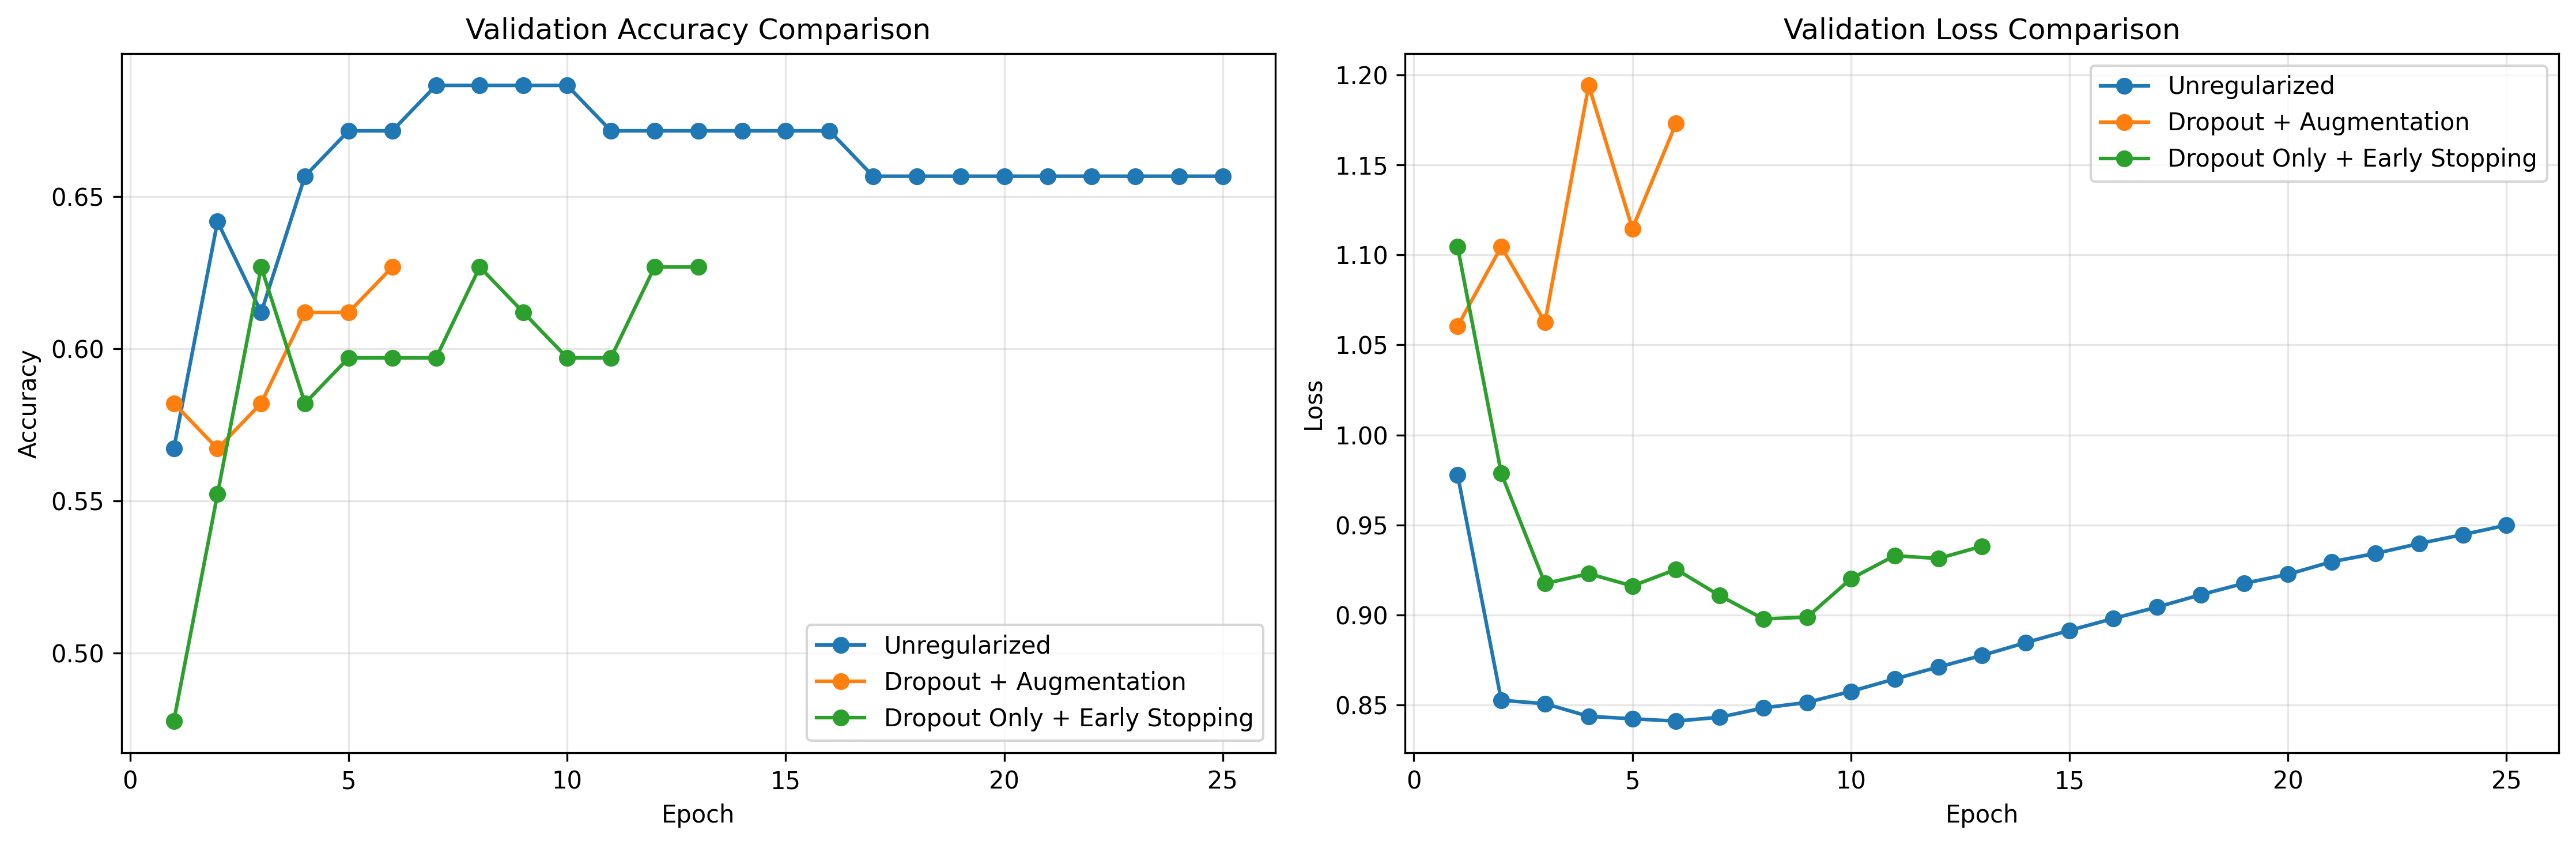 Validation Accuracy Comparison
Accuracy
0.65
0.60
0.55
0.50
0
5
10
15
20
25
Epoch
Unregularized
Dropout + Augmentation
Dropout Only + Early Stopping
Validation Loss Comparison
Loss
1.20
1.15
1.10
1.05
1.00
0.95
0.90
0.85
0
5
10
15
20
25
Epoch
Unregularized
Dropout + Augmentation
Dropout Only + Early Stopping